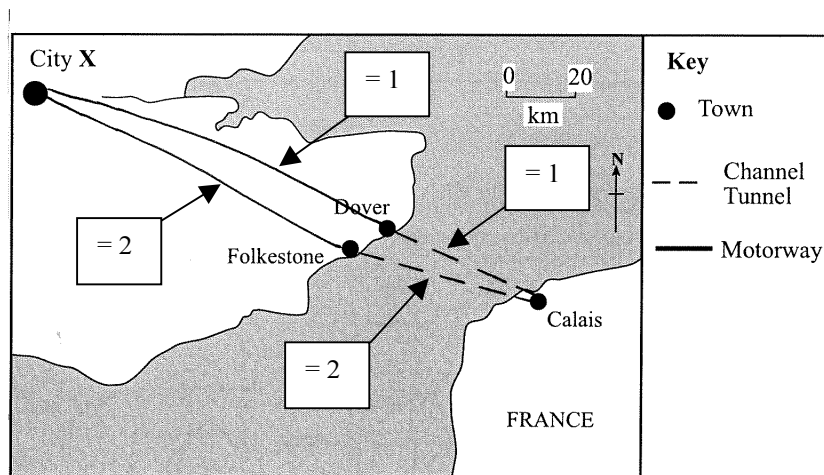 City X
= 1
0 20
km
N
= 1
Dover
= 2
Folkestone
Calais
= 2
FRANCE
Key
Town
Channel
Tunnel
Motorway